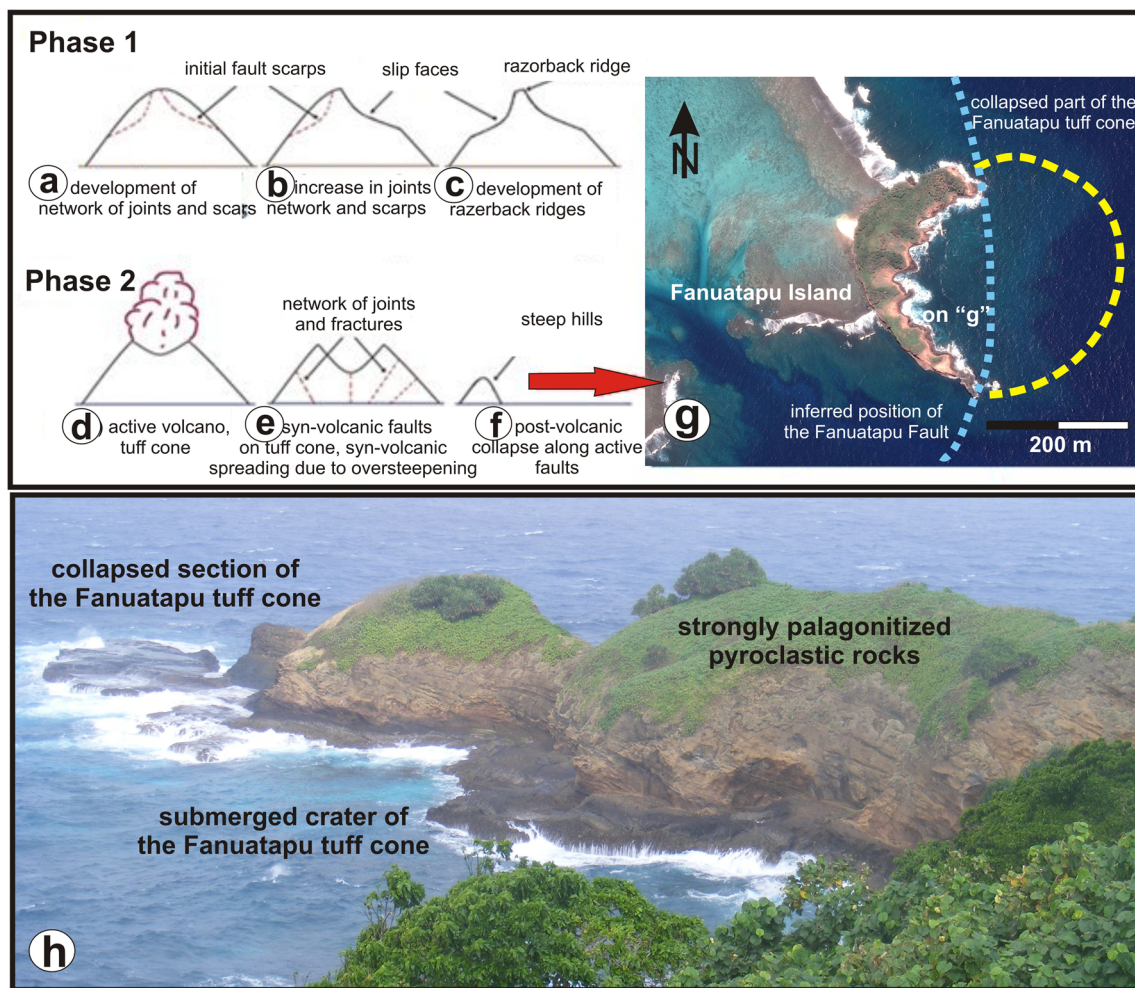 Phase 1
initial fault scarps
slip faces
razorback ridge
a
development of
network of joints and scars
b
increase in joints
network and scarps
c
development of
razerback ridges
Phase 2
network of joints
and fractures
steep hills
d
active volcano,
tuff cone
e
syn-volcanic faults
on tuff cone, syn-volcanic
spreading due to oversteepening
f
post-volcanic
collapse along active
faults
N
collapsed part of the
Fanuatapu tuff cone
Fanuatapu Island
on “g”
g
inferred position of
the Fanuatapu Fault
200 m
collapsed section of
the Fanuatapu tuff cone
strongly palagonitized
pyroclastic rocks
submerged crater of
the Fanuatapu tuff cone
h